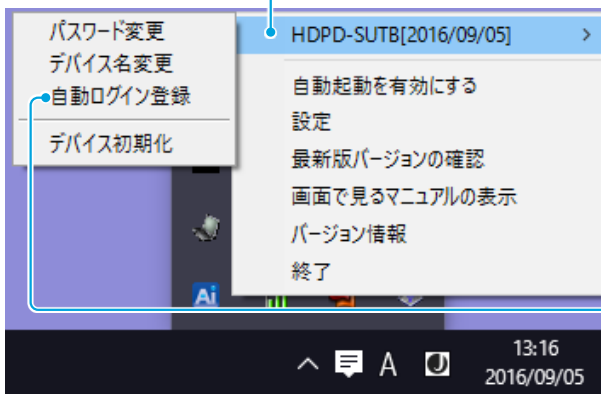 パスワード変更
デバイス名変更
自動ログイン登録
デバイス初期化
HDPD-SUTB[2016/09/05]
自動起動を有効にする
設定
最新版バージョンの確認
画面で見るマニュアルの表示
バージョン情報
終了
Ai
A
J
13:16
2016/09/05